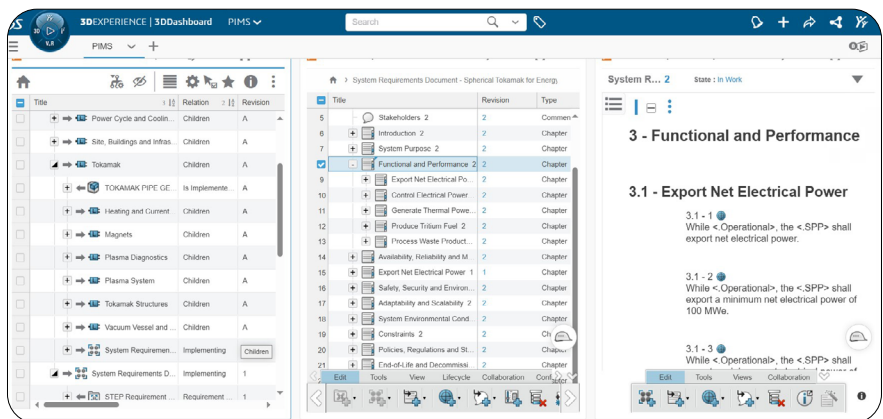 3DEXPERIENCE | 3DDashboard PIMS
Search
3D
V.R
PIMS
Title Relation Revision
Power Cycle and Coolin... Children A
Site, Buildings and Infras... Children A
Tokamak Children A
TOKAMAK PIPE GE... Is Implemente... A
Heating and Current... Children A
Magnets Children A
Plasma Diagnostics Children A
Plasma System Children A
Tokamak Structures Children A
Vacuum Vessel and ... Children A
System Requiremen... Implementing Children
System Requirements D... Implementing 1
STEP Requirement ... Requirement ... 1
System Requirements Document - Spherical Tokamak for Energy
Title Revision Type
5 Stakeholders 2 2 Commen
6 Introduction 2 2 Chapter
7 System Purpose 2 2 Chapter
Functional and Performance 2 2 Chapter
9 Export Net Electrical Po... 2 Chapter
10 Control Electrical Power... 2 Chapter
11 Generate Thermal Powe... 2 Chapter
12 Produce Tritium Fuel 2 2 Chapter
13 Process Waste Product... 2 Chapter
14 Availability, Reliability and M... 2 Chapter
15 Export Net Electrical Power 1 1 Chapter
16 Safety, Security and Environ... 2 Chapter
17 Adaptability and Scalability 2 2 Chapter
18 System Environmental Cond... 2 Chapter
19 Constraints 2 2
20 Policies, Regulations and St... 2 Chapter
21 End-of-Life and Decommissi... 2 Chapter
Edit Tools View Lifecycle Collaboration
System R... 2 State : In Work
3 - Functional and Performance
3.1 - Export Net Electrical Power
3.1 - 1
While <.Operational>, the <.SPP> shall
export net electrical power.
3.1 - 2
While <.Operational>, the <.SPP> shall
export a minimum net electrical power of
100 MWe.
3.1 - 3
While <.Operational>, the <.SPP> shall
Edit Tools Views Collaboration